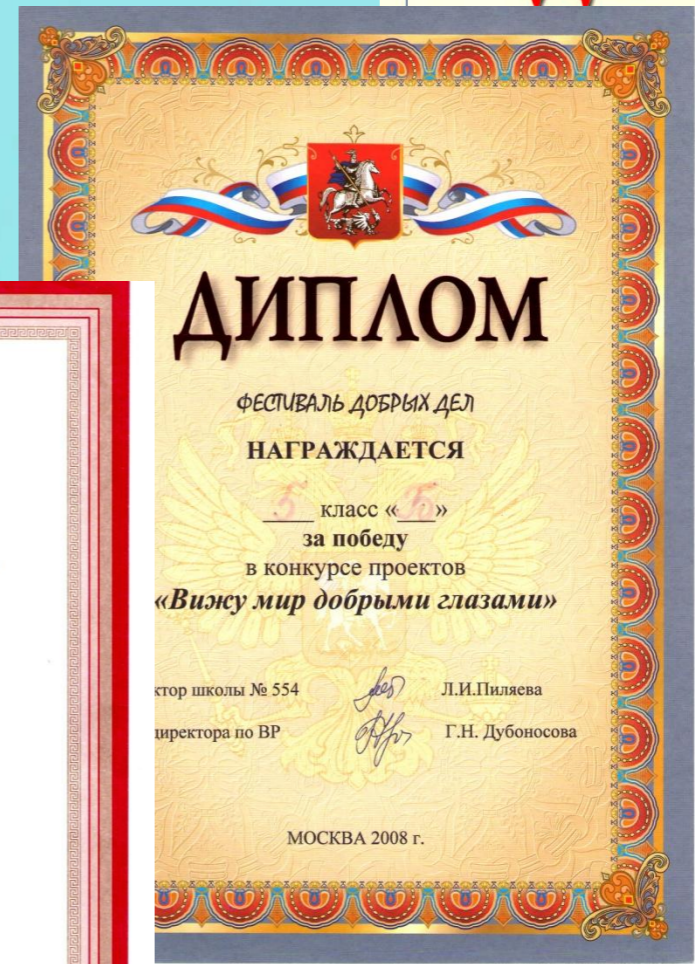 ДИПЛОМ
ФЕСТИВАЛЬ ДОБРЫХ ДЕЛ
НАГРАЖДАЕТСЯ
5 класс «Б»
за победу
в конкурсе проектов
«Вижу мир добрыми глазами»
ктор школы № 554 Л.И.Пиляева
директора по ВР Г.Н. Дубоносова
МОСКВА 2008 г.